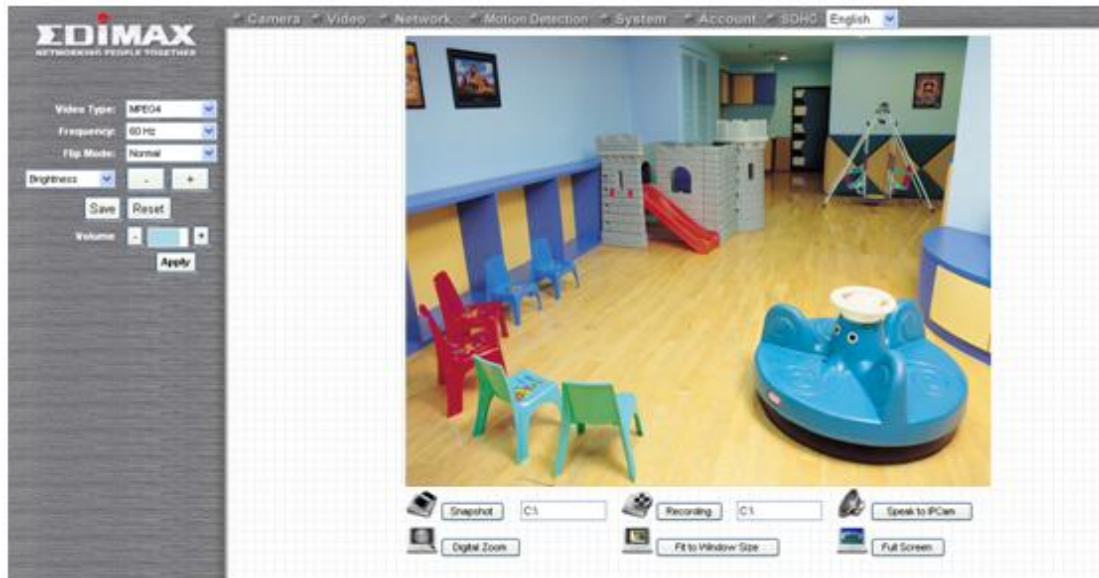 Camera Video Network Motion Detection System Account SDHC English
EDIMAX
NETWORKING PEOPLE TOGETHER
Video Type: MPEG4
Frequency: 60 Hz
Flip Mode: Normal
Brightness - +
Save Reset
Volume: - +
Apply
Snapshot C:\ Recording C:\ Speak to IPCam
Digital Zoom Fit to Window Size Full Screen